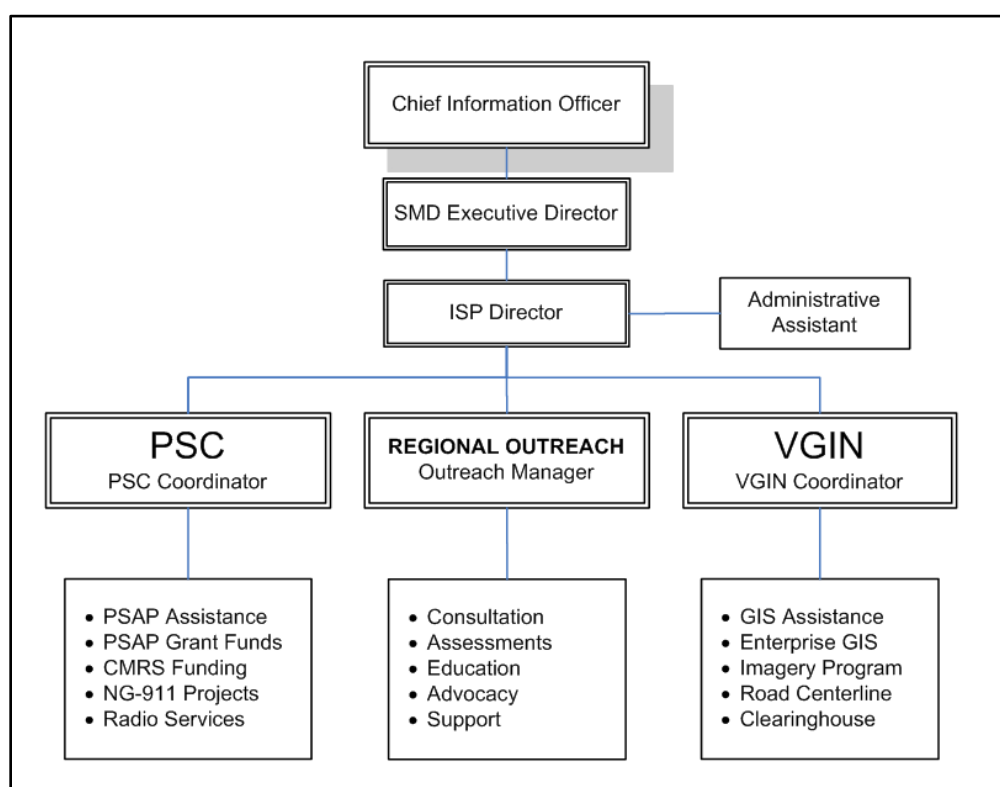 Chief Information Officer
SMD Executive Director
ISP Director
Administrative
Assistant
PSC
PSC Coordinator
REGIONAL OUTREACH
Outreach Manager
VGIN
VGIN Coordinator
• PSAP Assistance
• PSAP Grant Funds
• CMRS Funding
• NG-911 Projects
• Radio Services
• Consultation
• Assessments
• Education
• Advocacy
• Support
• GIS Assistance
• Enterprise GIS
• Imagery Program
• Road Centerline
• Clearinghouse